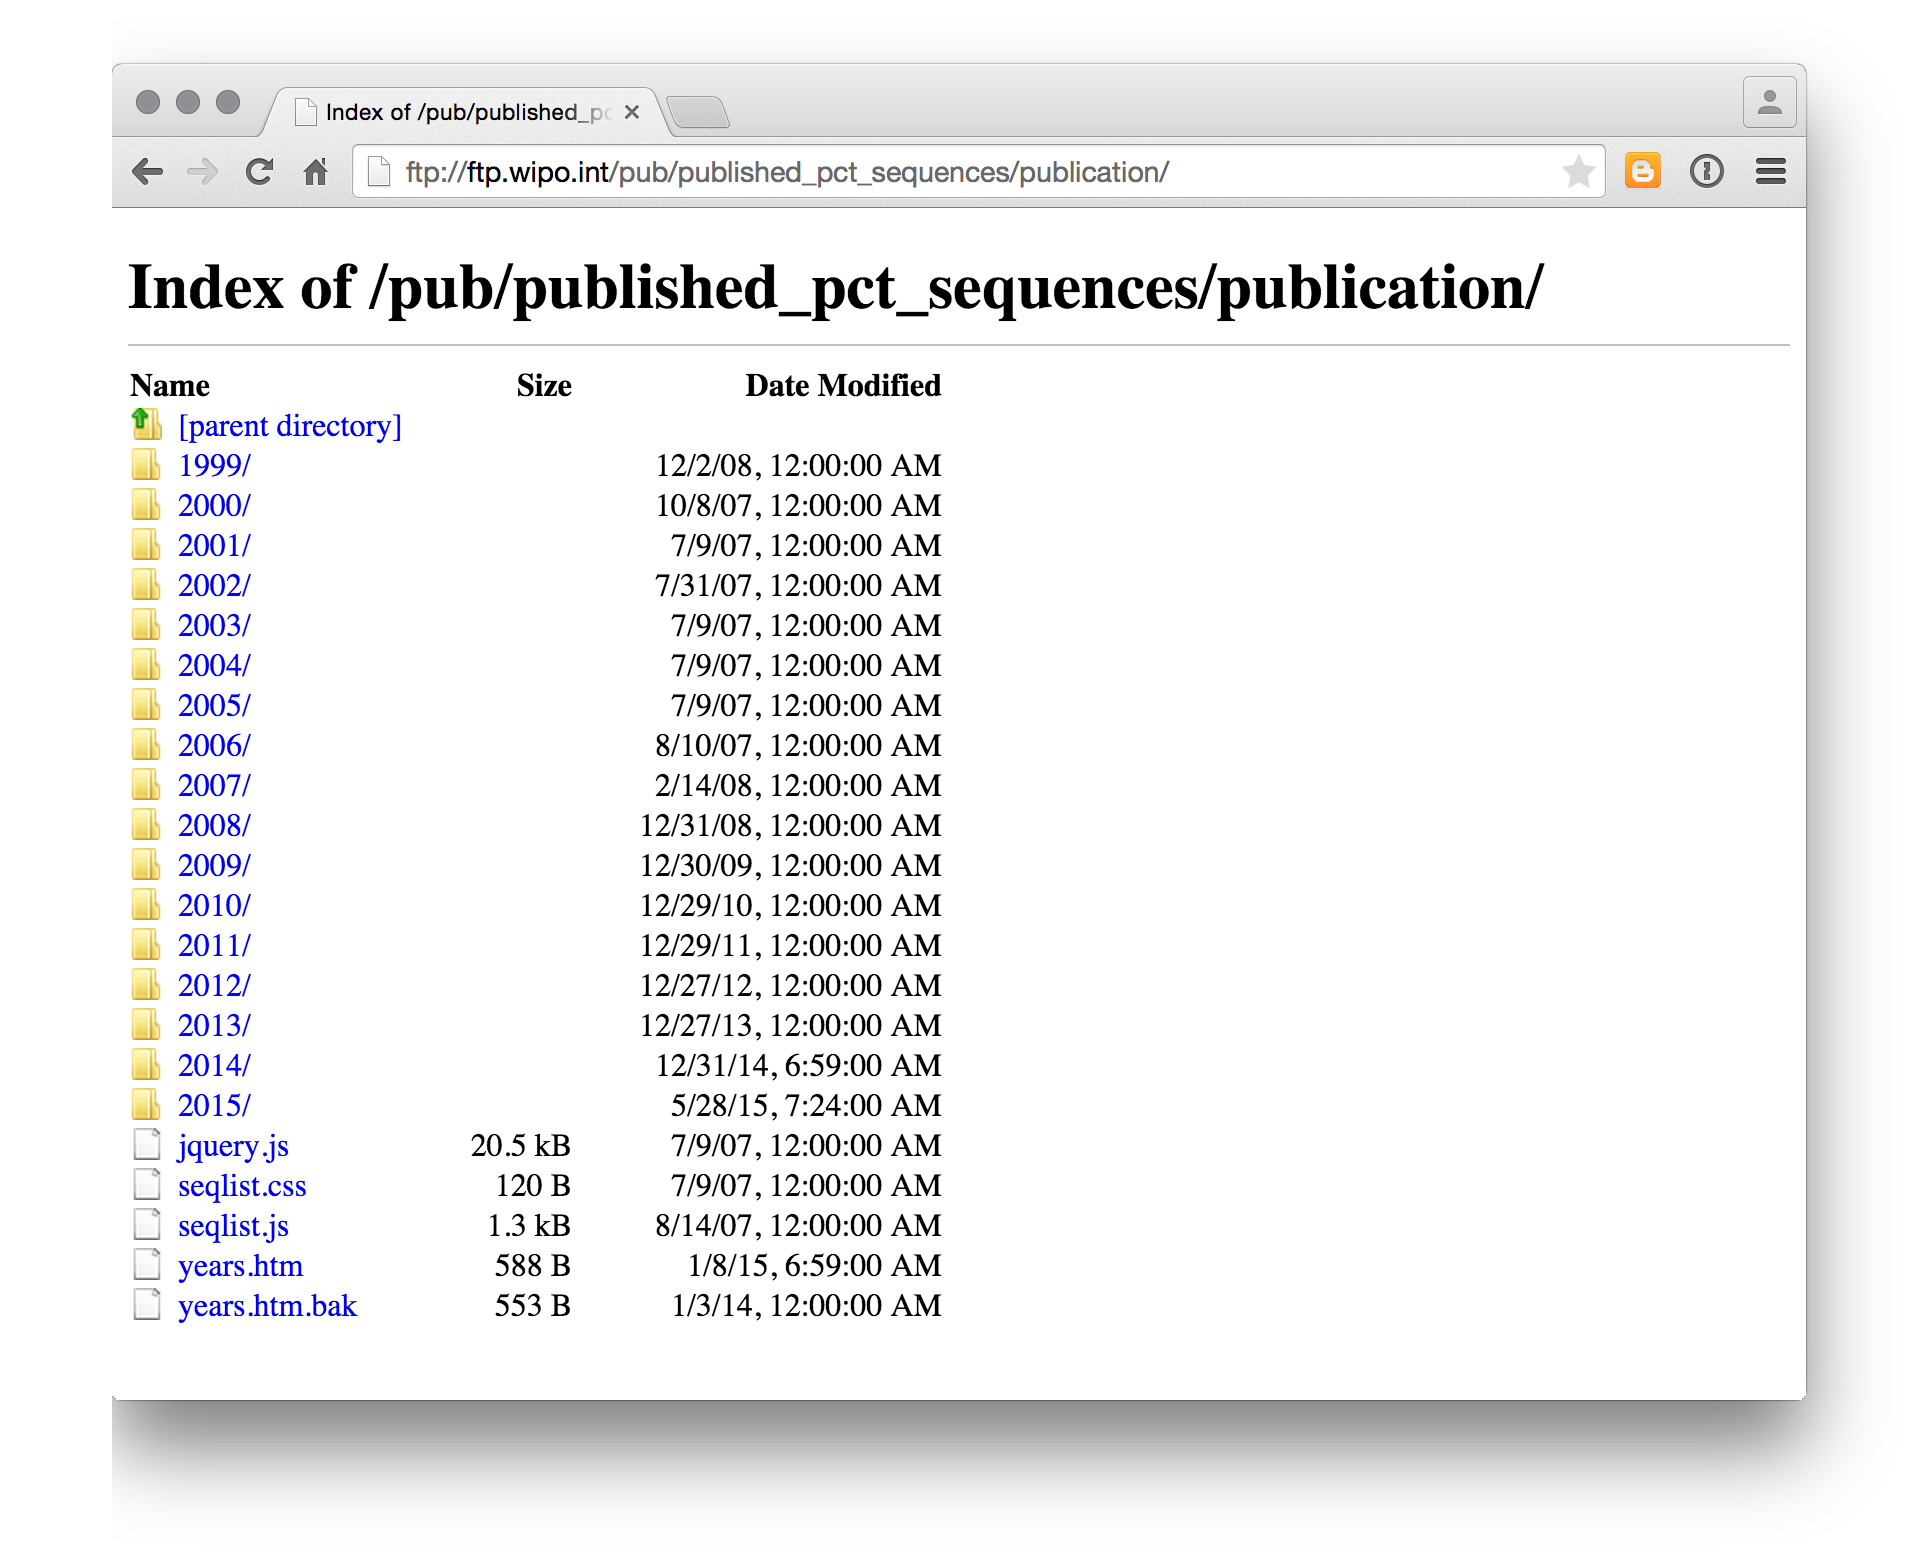 Index of /pub/published_pc
ftp://ftp.wipo.int/pub/published_pct_sequences/publication/
Index of /pub/published_pct_sequences/publication/
Name Size Date Modified
[parent directory]
1999/ 12/2/08, 12:00:00 AM
2000/ 10/8/07, 12:00:00 AM
2001/ 7/9/07, 12:00:00 AM
2002/ 7/31/07, 12:00:00 AM
2003/ 7/9/07, 12:00:00 AM
2004/ 7/9/07, 12:00:00 AM
2005/ 7/9/07, 12:00:00 AM
2006/ 8/10/07, 12:00:00 AM
2007/ 2/14/08, 12:00:00 AM
2008/ 12/31/08, 12:00:00 AM
2009/ 12/30/09, 12:00:00 AM
2010/ 12/29/10, 12:00:00 AM
2011/ 12/29/11, 12:00:00 AM
2012/ 12/27/12, 12:00:00 AM
2013/ 12/27/13, 12:00:00 AM
2014/ 12/31/14, 6:59:00 AM
2015/ 5/28/15, 7:24:00 AM
jquery.js 20.5 kB 7/9/07, 12:00:00 AM
seqlist.css 120 B 7/9/07, 12:00:00 AM
seqlist.js 1.3 kB 8/14/07, 12:00:00 AM
years.htm 588 B 1/8/15, 6:59:00 AM
years.htm.bak 553 B 1/3/14, 12:00:00 AM